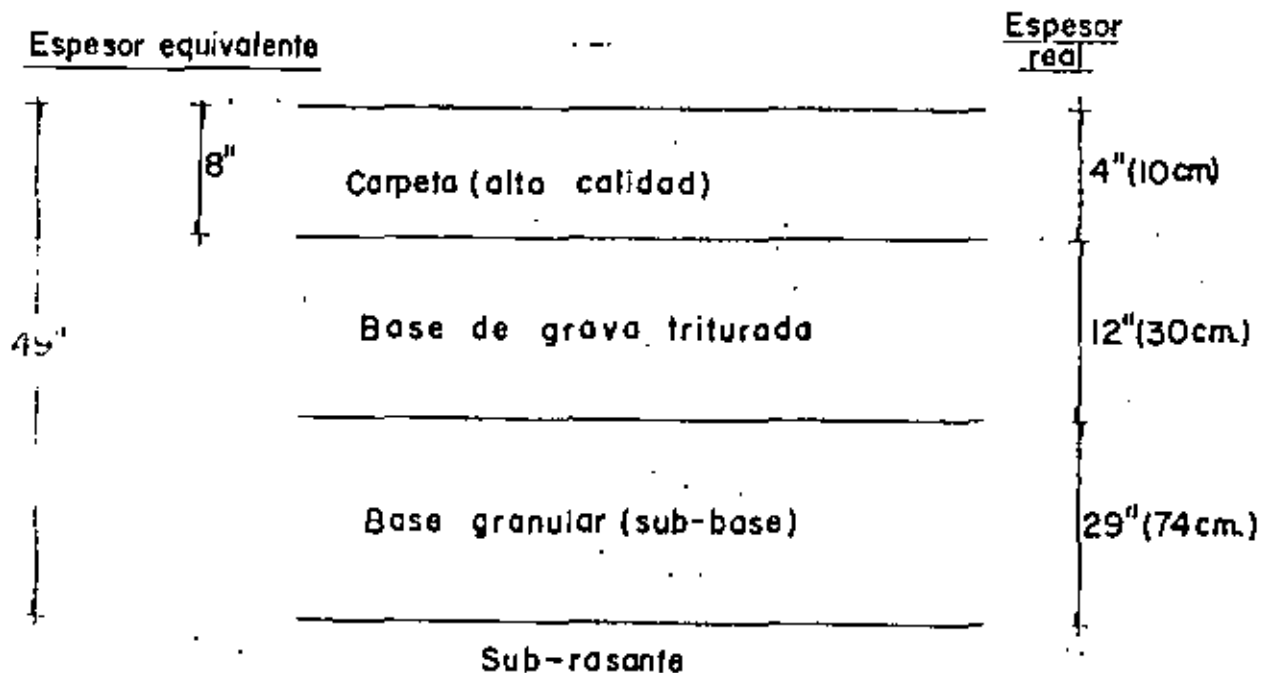 Espesor equivalente
Espesor
real
8"
Carpeta (alta calidad)
4" (10cm)
49"
Base de grava triturada
12" (30cm.)
Base granular (sub-base)
29" (74cm.)
Sub-rasante